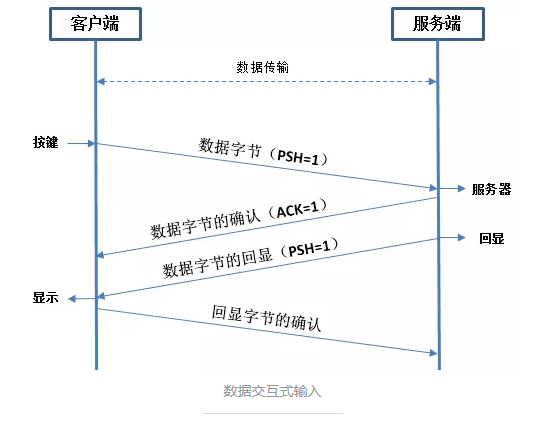 客户端
服务端
数据传输
按键
数据字节（PSH=1）
服务器
数据字节的确认（ACK=1）
数据字节的回显（PSH=1）
回显
显示
回显字节的确认
数据交互式输入